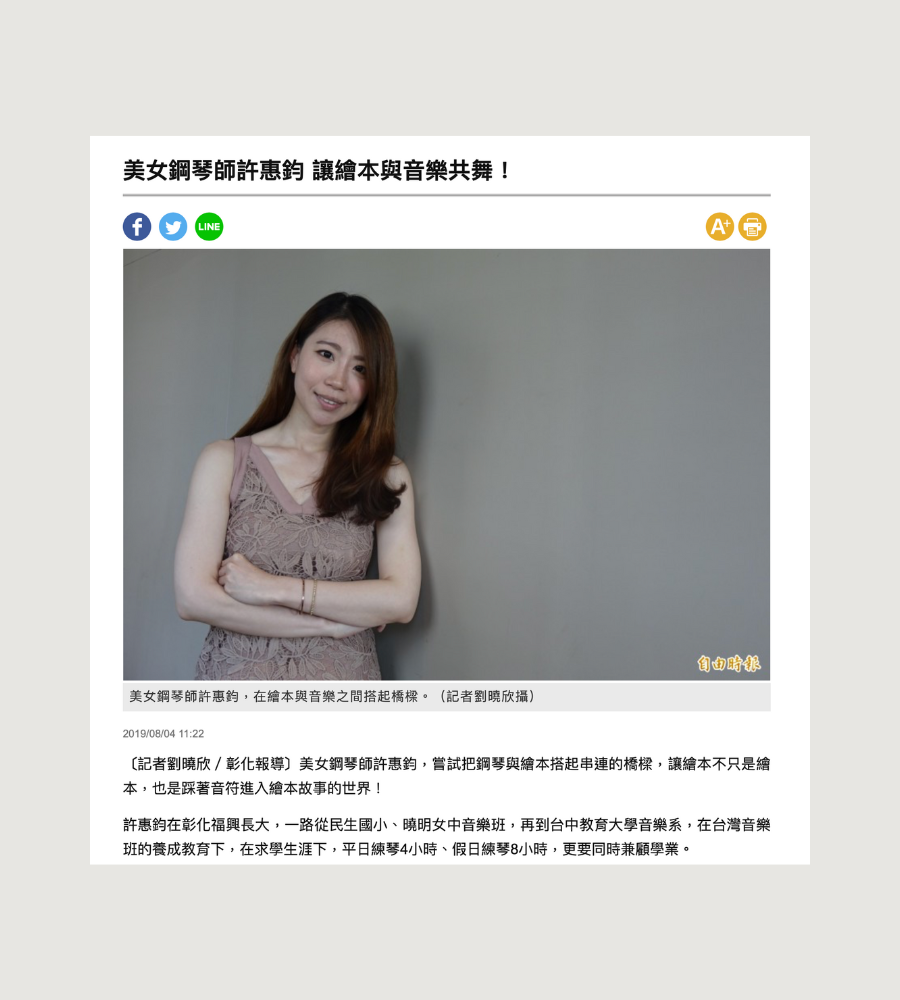 美女鋼琴師許惠鈞 讓繪本與音樂共舞！
LINE
A+
自由時報
美女鋼琴師許惠鈞，在繪本與音樂之間搭起橋樑。（記者劉曉欣攝）
2019/08/04 11:22
〔記者劉曉欣／彰化報導〕美女鋼琴師許惠鈞，嘗試把鋼琴與繪本搭起串連的橋樑，讓繪本不只是繪
本，也是踩著音符進入繪本故事的世界！
許惠鈞在彰化福興長大，一路從民生國小、曉明女中音樂班，再到台中教育大學音樂系，在台灣音樂
班的養成教育下，在求學生涯下，平日練琴4小時、假日練琴8小時，更要同時兼顧學業。